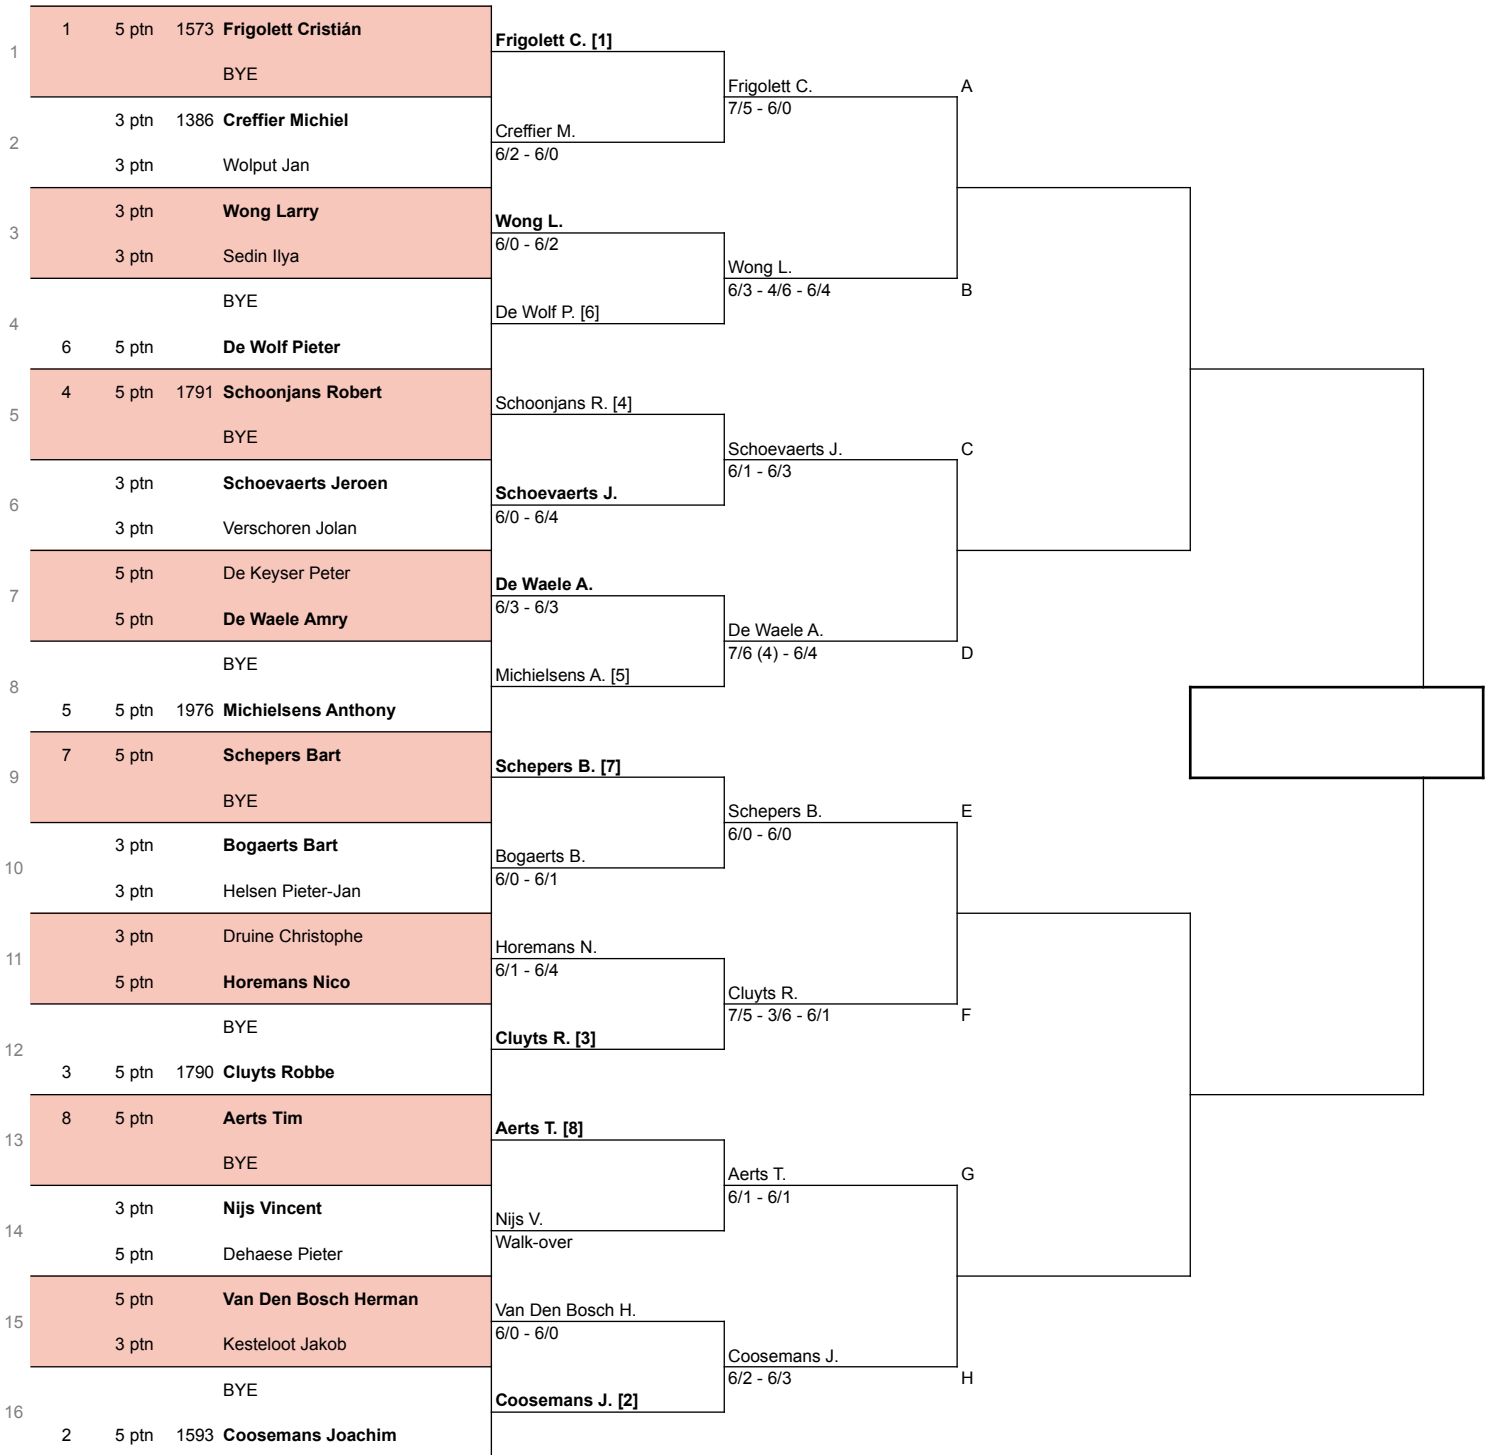 1 5 ptn 1573 Frigolett Cristián
Frigolett C. [1]
1
BYE
Frigolett C. A
7/5 - 6/0
3 ptn 1386 Creffier Michiel
Creffier M.
2
6/2 - 6/0
3 ptn Wolput Jan
3 ptn Wong Larry
Wong L.
3
6/0 - 6/2
3 ptn Sedin Ilya
Wong L.
6/3 - 4/6 - 6/4 B
BYE
De Wolf P. [6]
4
6 5 ptn De Wolf Pieter
4 5 ptn 1791 Schoonjans Robert
Schoonjans R. [4]
5
BYE
Schoevaerts J. C
6/1 - 6/3
3 ptn Schoevaerts Jeroen
Schoevaerts J.
6
6/0 - 6/4
3 ptn Verschoren Jolan
5 ptn De Keyser Peter
De Waele A.
7
6/3 - 6/3
5 ptn De Waele Amry
De Waele A.
7/6 (4) - 6/4 D
BYE
Michielsens A. [5]
8
5 5 ptn 1976 Michielsens Anthony
7 5 ptn Schepers Bart
Schepers B. [7]
9
BYE
Schepers B. E
6/0 - 6/0
3 ptn Bogaerts Bart
Bogaerts B.
10
6/0 - 6/1
3 ptn Helsen Pieter-Jan
3 ptn Druine Christophe
Horemans N.
11
6/1 - 6/4
5 ptn Horemans Nico
Cluyts R.
7/5 - 3/6 - 6/1 F
BYE
Cluyts R. [3]
12
3 5 ptn 1790 Cluyts Robbe
8 5 ptn Aerts Tim
Aerts T. [8]
13
BYE
Aerts T. G
6/1 - 6/1
3 ptn Nijs Vincent
Nijs V.
14
Walk-over
5 ptn Dehaese Pieter
5 ptn Van Den Bosch Herman
Van Den Bosch H.
15
6/0 - 6/0
3 ptn Kesteloot Jakob
Coosemans J.
6/2 - 6/3 H
BYE
Coosemans J. [2]
16
2 5 ptn 1593 Coosemans Joachim